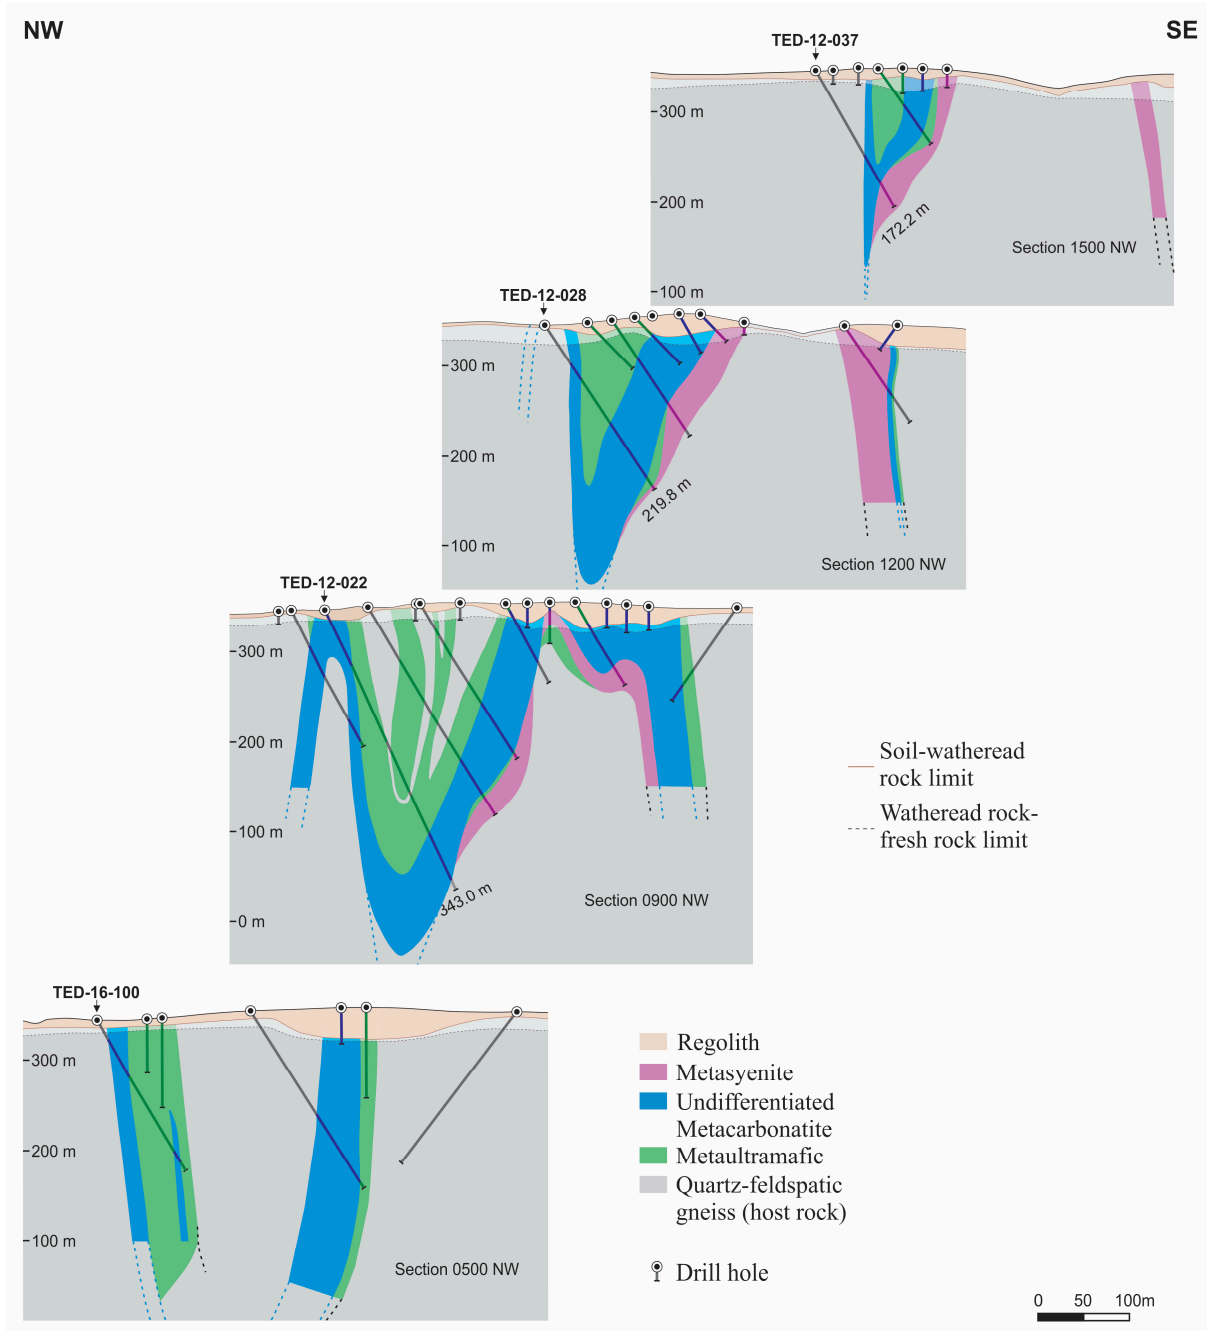 NW
SE
TED-12-037
300 m
200 m
100 m
172.2 m
Section 1500 NW
TED-12-028
300 m
200 m
100 m
219.8 m
Section 1200 NW
TED-12-022
300 m
200 m
100 m
0 m
343.0 m
Section 0900 NW
Soil-watheread
rock limit
Watheread rock-
fresh rock limit
TED-16-100
300 m
200 m
100 m
Section 0500 NW
Regolith
Metasyenite
Undifferentiated
Metacarbonatite
Metaultramafic
Quartz-feldspatic
gneiss (host rock)
Drill hole
0 50 100m